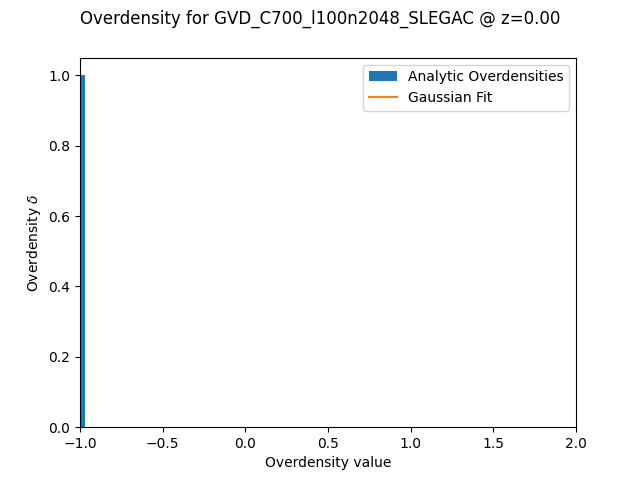 Overdensity for GVD_C700_l100n2048_SLEGAC @ z=0.00
Analytic Overdensities
Gaussian Fit
Overdensity δ
1.0
0.8
0.6
0.4
0.2
0.0
−1.0 −0.5 0.0 0.5 1.0 1.5 2.0
Overdensity value